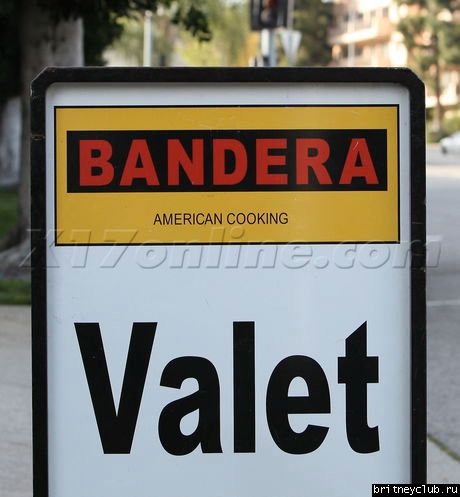 BANDERA
AMERICAN COOKING
X17online.com
Valet
britneyclub.ru